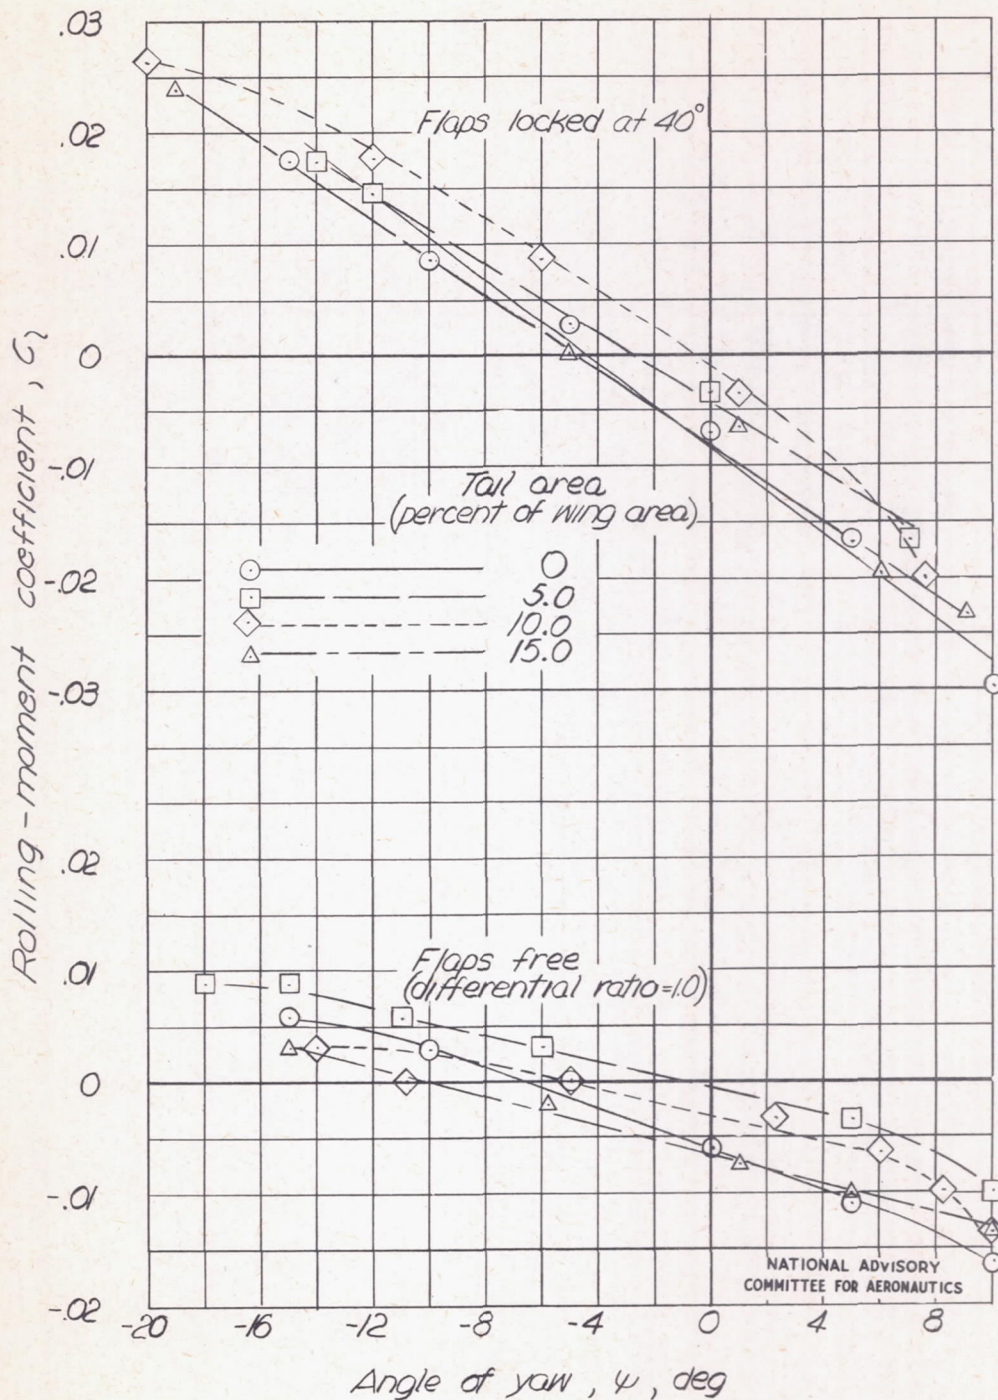 .03
.02
.01
0
-.01
-.02
-.03
Flaps locked at 40°
Tail area
(percent of wing area)
0
5.0
10.0
15.0
Rolling-moment coefficient, Cl
.02
.01
0
-.01
-.02
Flaps free
(differential ratio=1.0)
NATIONAL ADVISORY
COMMITTEE FOR AERONAUTICS
-20 -16 -12 -8 -4 0 4 8
Angle of yaw, ψ, deg